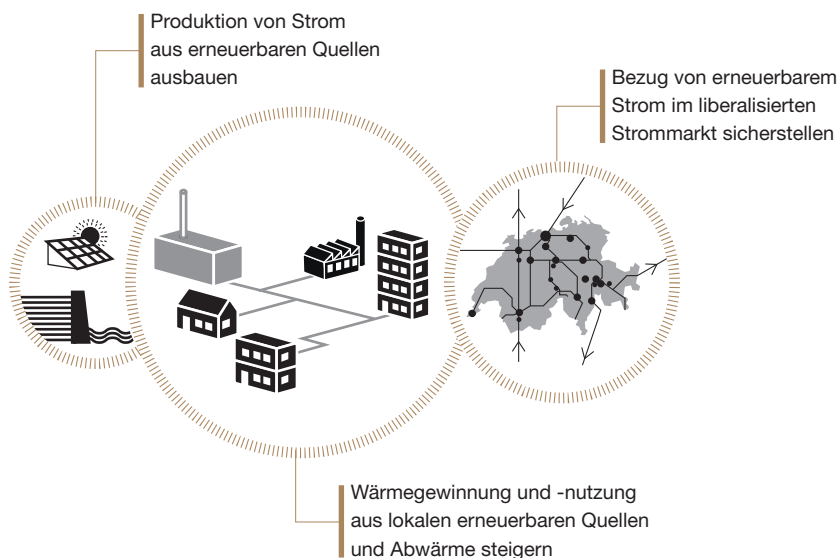 Produktion von Strom
aus erneuerbaren Quellen
ausbauen
Bezug von erneuerbarem
Strom im liberalisierten
Strommarkt sicherstellen
Wärmegewinnung und -nutzung
aus lokalen erneuerbaren Quellen
und Abwärme steigern